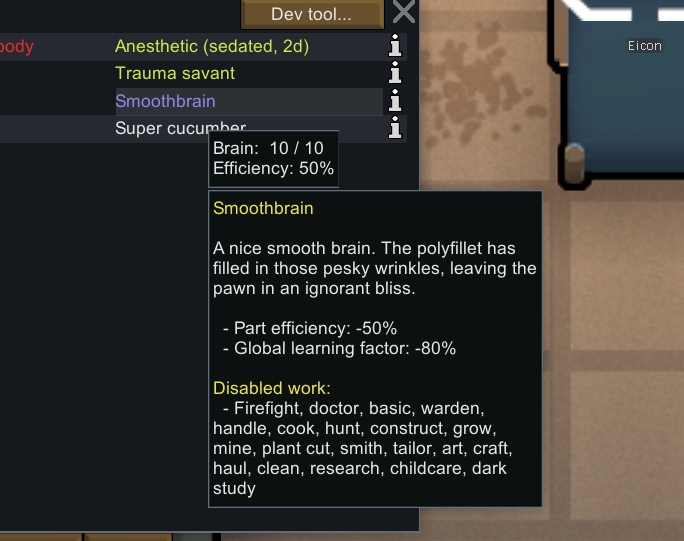 Dev tool...
body
Anesthetic (sedated, 2d)
Eicon
Trauma savant
Smoothbrain
Super cucumber
Brain: 10 / 10
Efficiency: 50%
Smoothbrain
A nice smooth brain. The polyfillet has
filled in those pesky wrinkles, leaving the
pawn in an ignorant bliss.
- Part efficiency: -50%
- Global learning factor: -80%
Disabled work:
- Firefight, doctor, basic, warden,
handle, cook, hunt, construct, grow,
mine, plant cut, smith, tailor, art, craft,
haul, clean, research, childcare, dark
study